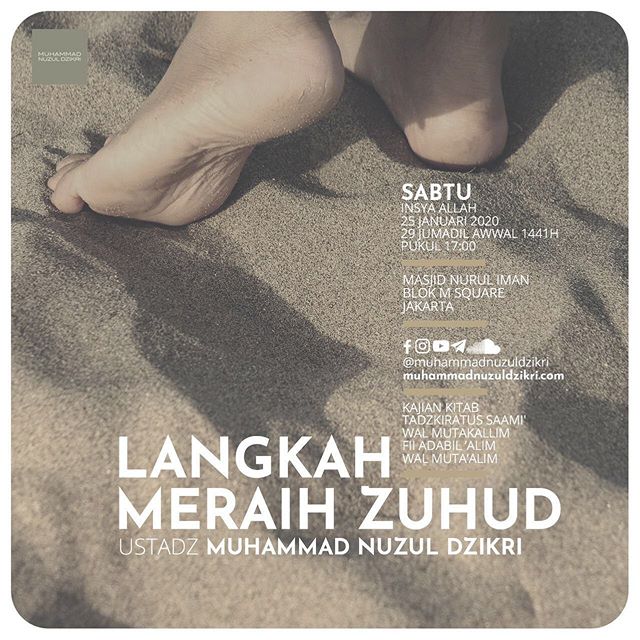 MUHAMMAD
NUZUL DZIKRI
SABTU
INSYA ALLAH
25 JANUARI 2020
29 JUMADIL AWWAL 1441H
PUKUL 17:00
MASJID NURUL IMAN
BLOK M SQUARE
JAKARTA
@muhammadnuzuldzikri
muhammadnuzuldzikri.com
KAJIAN KITAB
TADZKIRATUS SAAMI'
WAL MUTAKALLIM
FII ADABIL 'ALIM
WAL MUTA'ALIM
LANGKAH
MERAIH ZUHUD
USTADZ MUHAMMAD NUZUL DZIKRI